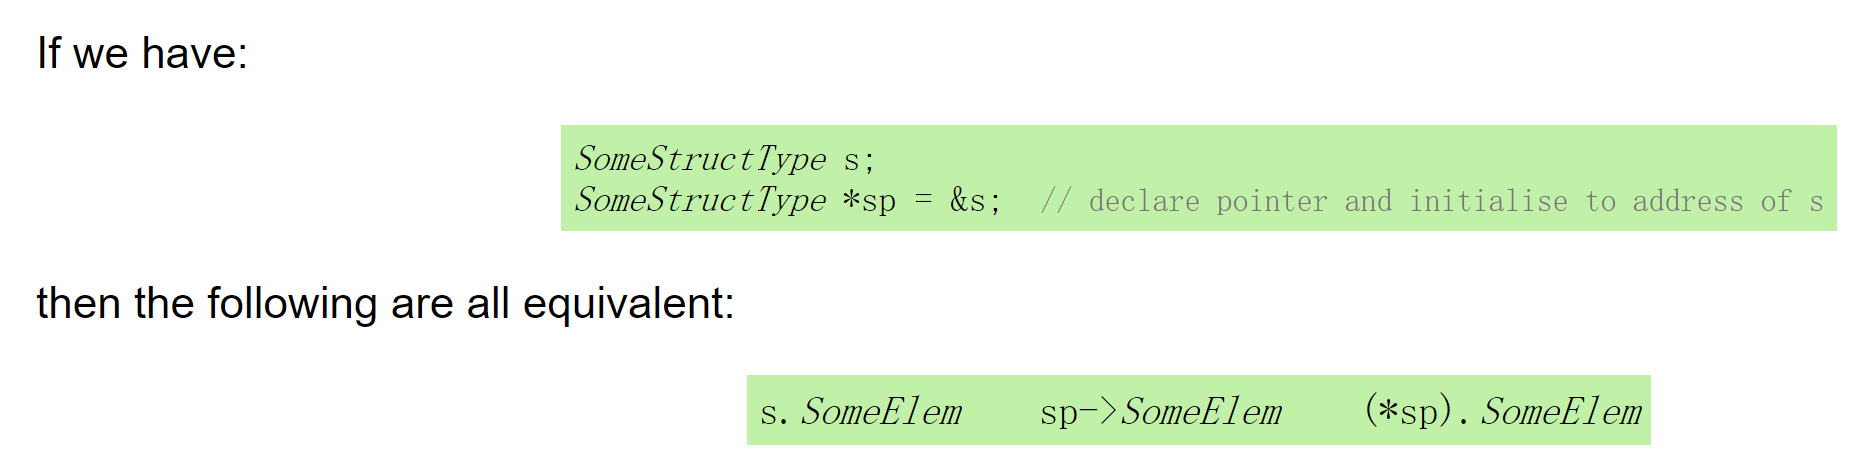 If we have:
SomeStructType s;
SomeStructType *sp = &s;  // declare pointer and initialise to address of s
then the following are all equivalent:
s.SomeElem    sp->SomeElem    (*sp).SomeElem